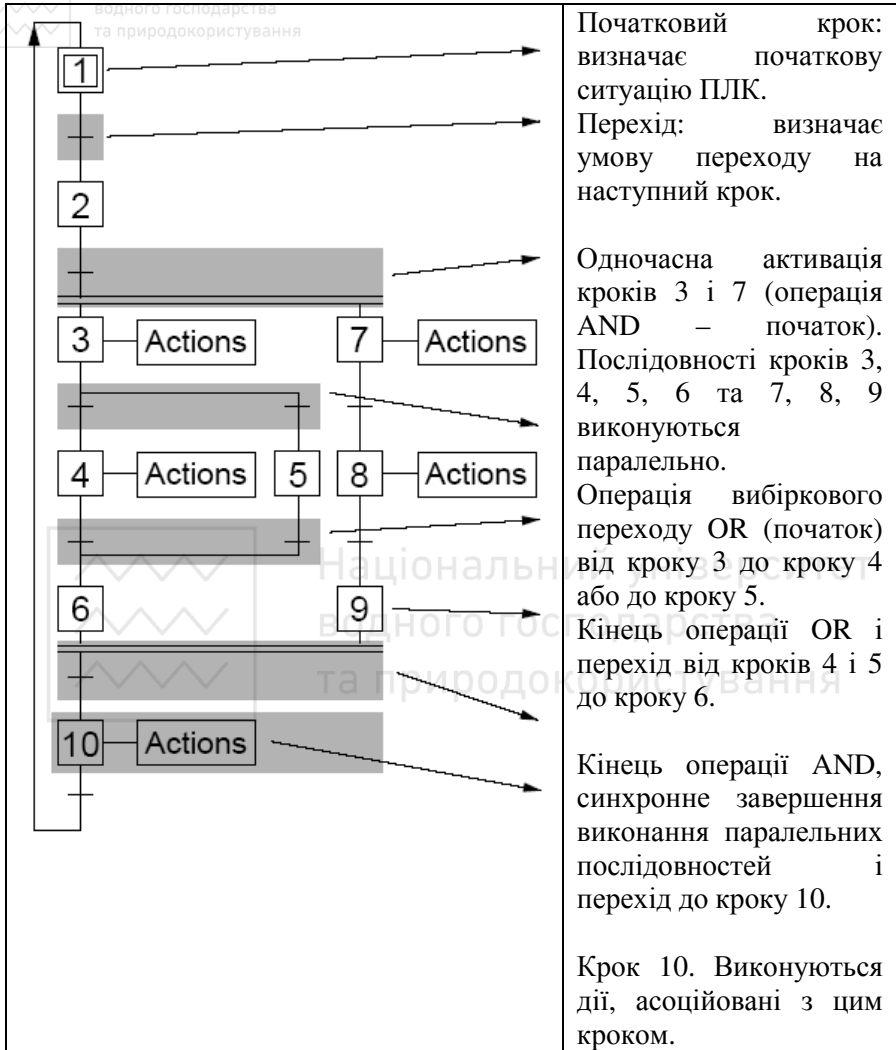 водного господарства
та природокористування
1
2
3
Actions
7
Actions
4
Actions
5
8
Actions
6
9
10
Actions
Національний університет
водного господарства
та природокористування
Початковий крок:
визначає початкову
ситуацію ПЛК.
Перехід: визначає
умову переходу на
наступний крок.
Одночасна активація
кроків 3 і 7 (операція
AND – початок).
Послідовності кроків 3,
4, 5, 6 та 7, 8, 9
виконуються
паралельно.
Операція вибіркового
переходу OR (початок)
від кроку 3 до кроку 4
або до кроку 5.
Кінець операції OR і
перехід від кроків 4 і 5
до кроку 6.
Кінець операції AND,
синхронне завершення
виконання паралельних
послідовностей і
перехід до кроку 10.
Крок 10. Виконуються
дії, асоційовані з цим
кроком.